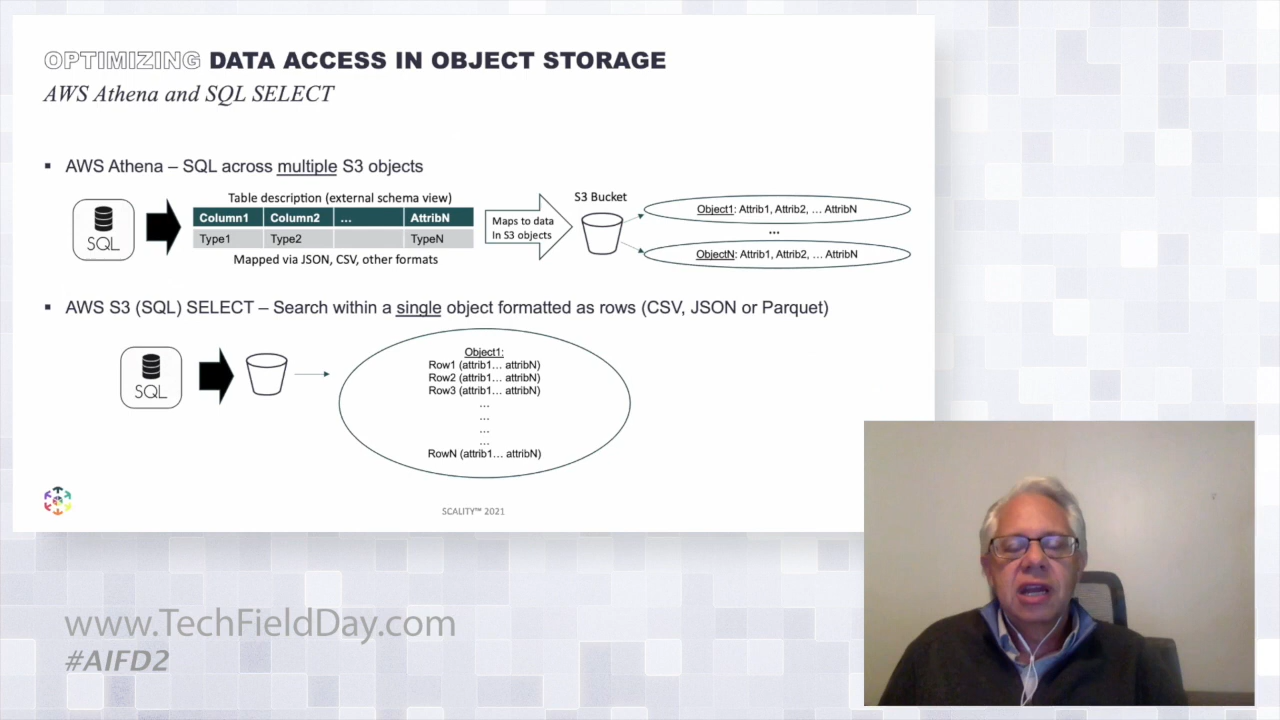 OPTIMIZING DATA ACCESS IN OBJECT STORAGE
AWS Athena and SQL SELECT
▪ AWS Athena – SQL across multiple S3 objects
SQL
Table description (external schema view)
Column1 Column2 ... AttribN
Type1 Type2 TypeN
Mapped via JSON, CSV, other formats
Maps to data
In S3 objects
S3 Bucket
Object1: Attrib1, Attrib2, ... AttribN
...
ObjectN: Attrib1, Attrib2, ... AttribN
▪ AWS S3 (SQL) SELECT – Search within a single object formatted as rows (CSV, JSON or Parquet)
SQL
Object1:
Row1 (attrib1... attribN)
Row2 (attrib1... attribN)
Row3 (attrib1... attribN)
...
...
...
...
RowN (attrib1... attribN)
SCALITY™ 2021
www.TechFieldDay.com
#AIFD2